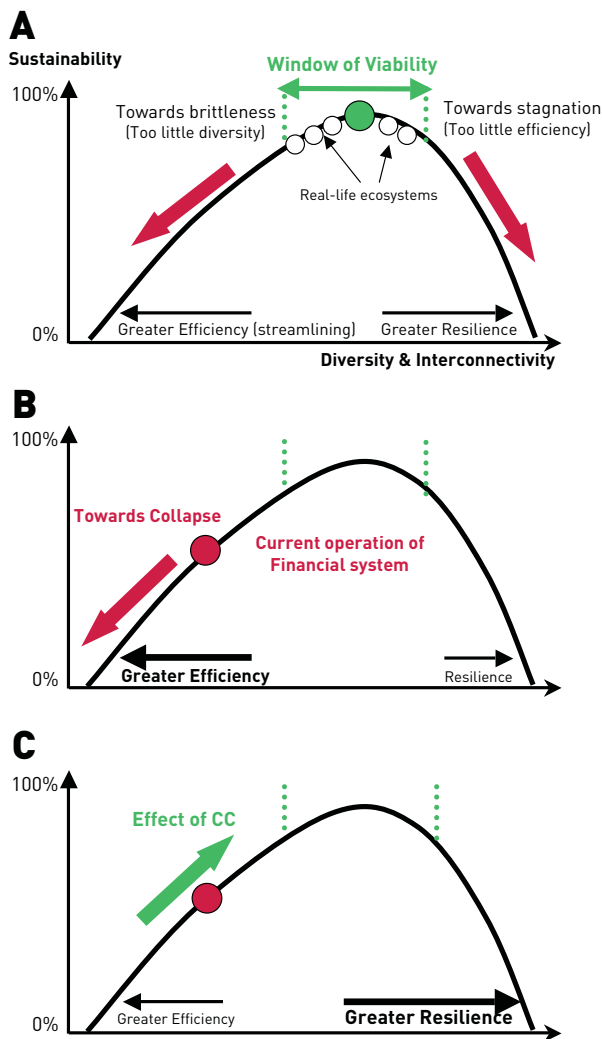 A
Sustainability
Window of Viability
100%
Towards brittleness
(Too little diversity)
Towards stagnation
(Too little efficiency)
Real-life ecosystems
0%
Greater Efficiency (streamlining)
Greater Resilience
Diversity & Interconnectivity
B
100%
Towards Collapse
Current operation of
Financial system
0%
Greater Efficiency
Resilience
C
100%
Effect of CC
0%
Greater Efficiency
Greater Resilience